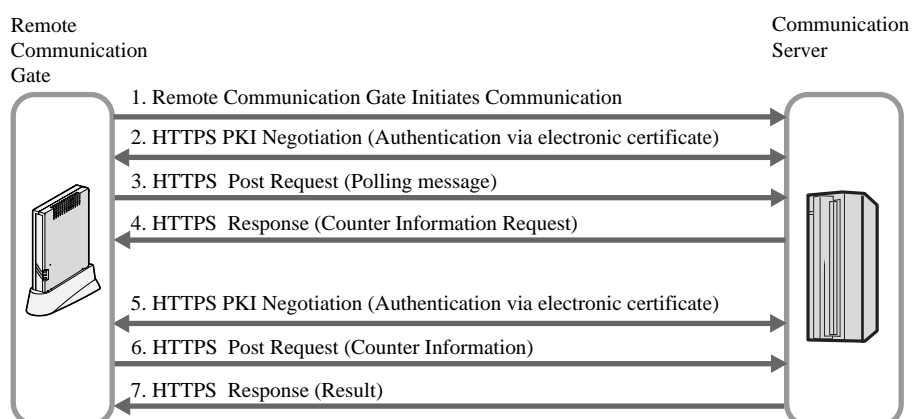 Remote
Communication
Gate
Communication
Server
1. Remote Communication Gate Initiates Communication
2. HTTPS PKI Negotiation (Authentication via electronic certificate)
3. HTTPS Post Request (Polling message)
4. HTTPS Response (Counter Information Request)
5. HTTPS PKI Negotiation (Authentication via electronic certificate)
6. HTTPS Post Request (Counter Information)
7. HTTPS Response (Result)